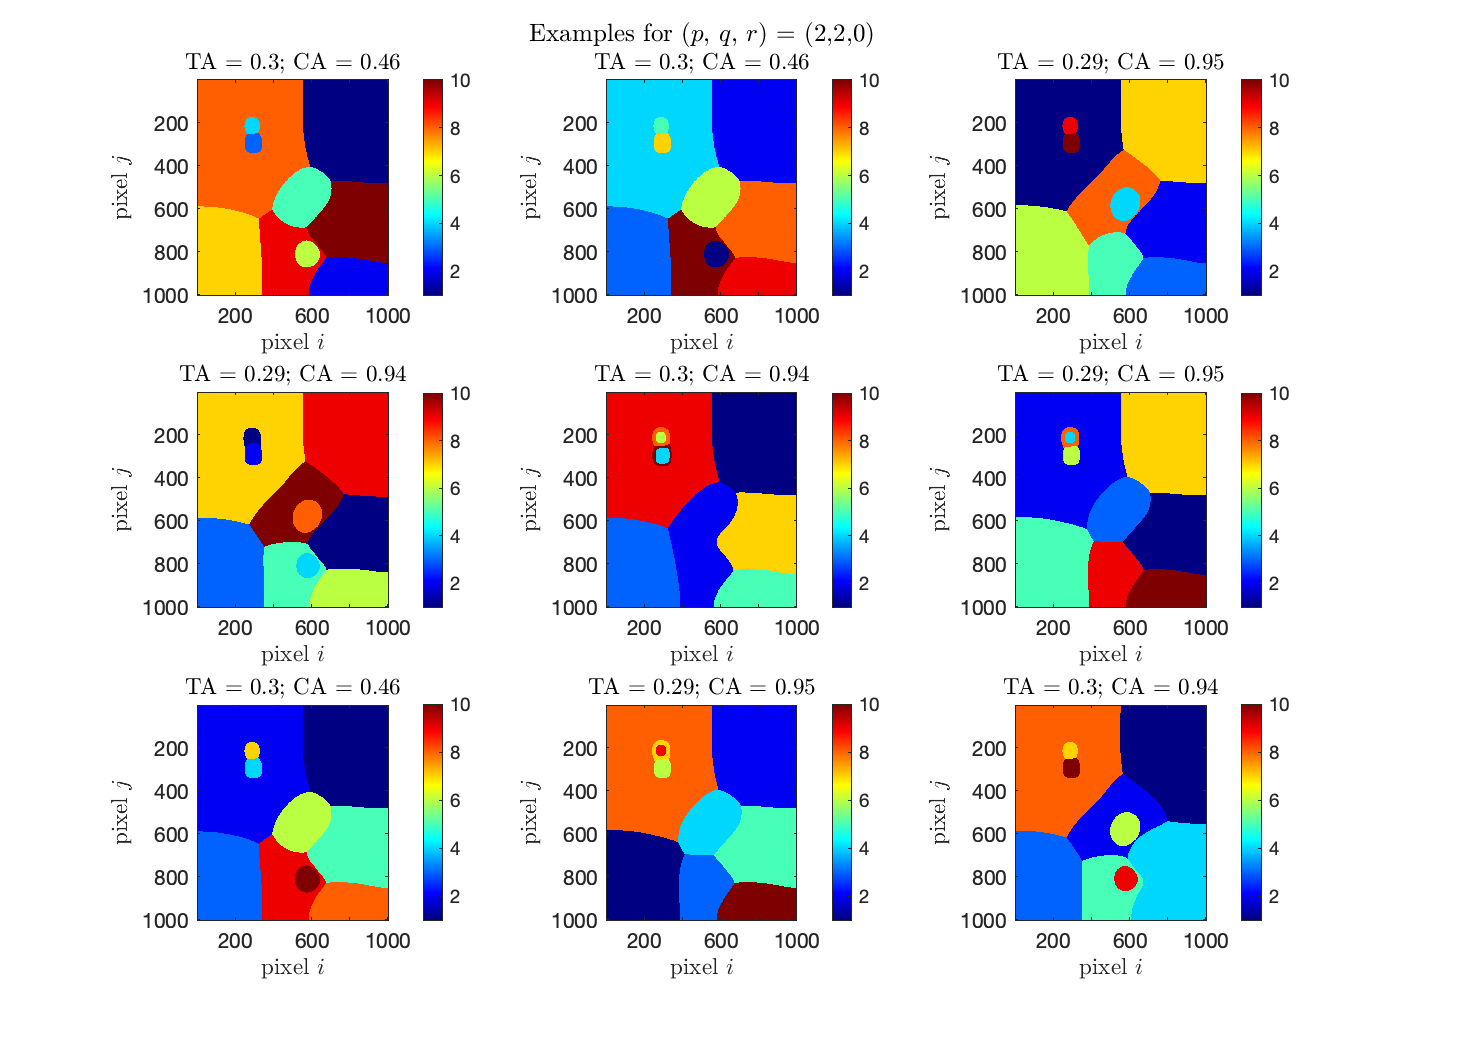 Examples for (p, q, r) = (2,2,0)
TA = 0.3; CA = 0.46
10
8
6
4
2
200
400
600
800
1000
200 600 1000
pixel j
pixel i
TA = 0.3; CA = 0.46
10
8
6
4
2
200
400
600
800
1000
200 600 1000
pixel j
pixel i
TA = 0.29; CA = 0.95
10
8
6
4
2
200
400
600
800
1000
200 600 1000
pixel j
pixel i
TA = 0.29; CA = 0.94
10
8
6
4
2
200
400
600
800
1000
200 600 1000
pixel j
pixel i
TA = 0.3; CA = 0.94
10
8
6
4
2
200
400
600
800
1000
200 600 1000
pixel j
pixel i
TA = 0.29; CA = 0.95
10
8
6
4
2
200
400
600
800
1000
200 600 1000
pixel j
pixel i
TA = 0.3; CA = 0.46
10
8
6
4
2
200
400
600
800
1000
200 600 1000
pixel j
pixel i
TA = 0.29; CA = 0.95
10
8
6
4
2
200
400
600
800
1000
200 600 1000
pixel j
pixel i
TA = 0.3; CA = 0.94
10
8
6
4
2
200
400
600
800
1000
200 600 1000
pixel j
pixel i